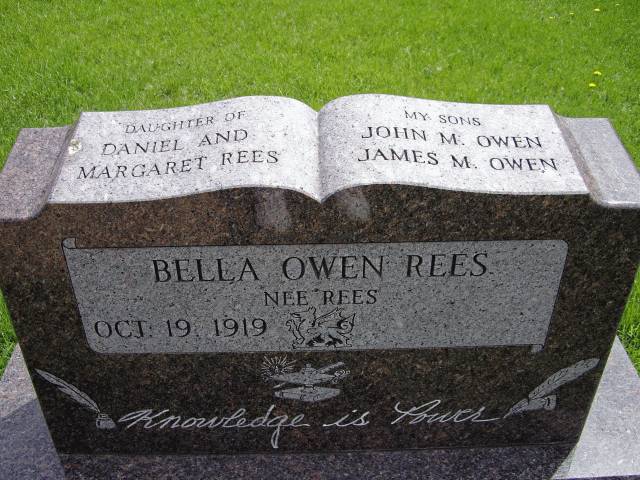 DAUGHTER OF
DANIEL AND
MARGARET REES
MY SONS
JOHN M. OWEN
JAMES M. OWEN
BELLA OWEN REES
NEE REES
OCT. 19, 1919
Knowledge is Power